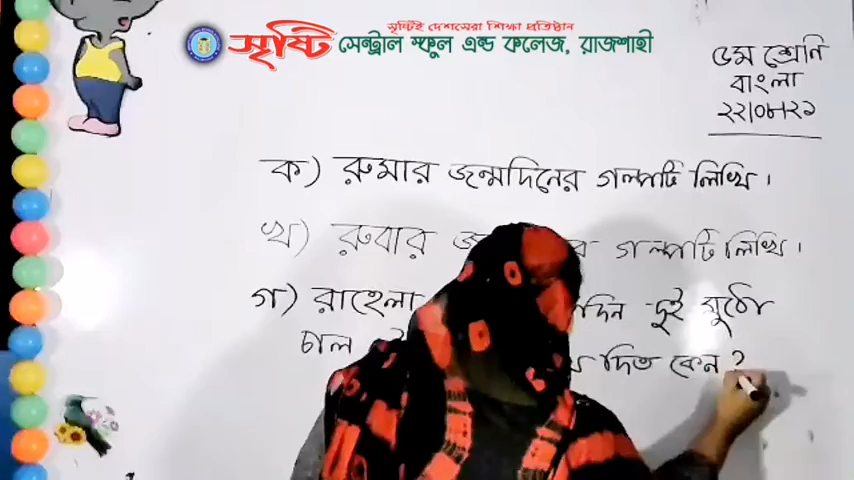 সৃষ্টিই দেশসেরা শিক্ষা প্রতিষ্ঠান
সৃষ্টি সেন্ট্রাল স্কুল এন্ড কলেজ, রাজশাহী
৫ম শ্রেণি
বাংলা
২২|০৮|২১
ক) রুমার জন্মদিনের গল্পটি লিখি।
খ) রুবার গল্পটি লিখি।
গ) রাহেলা দুই মুঠো
চাল দিত কেন?